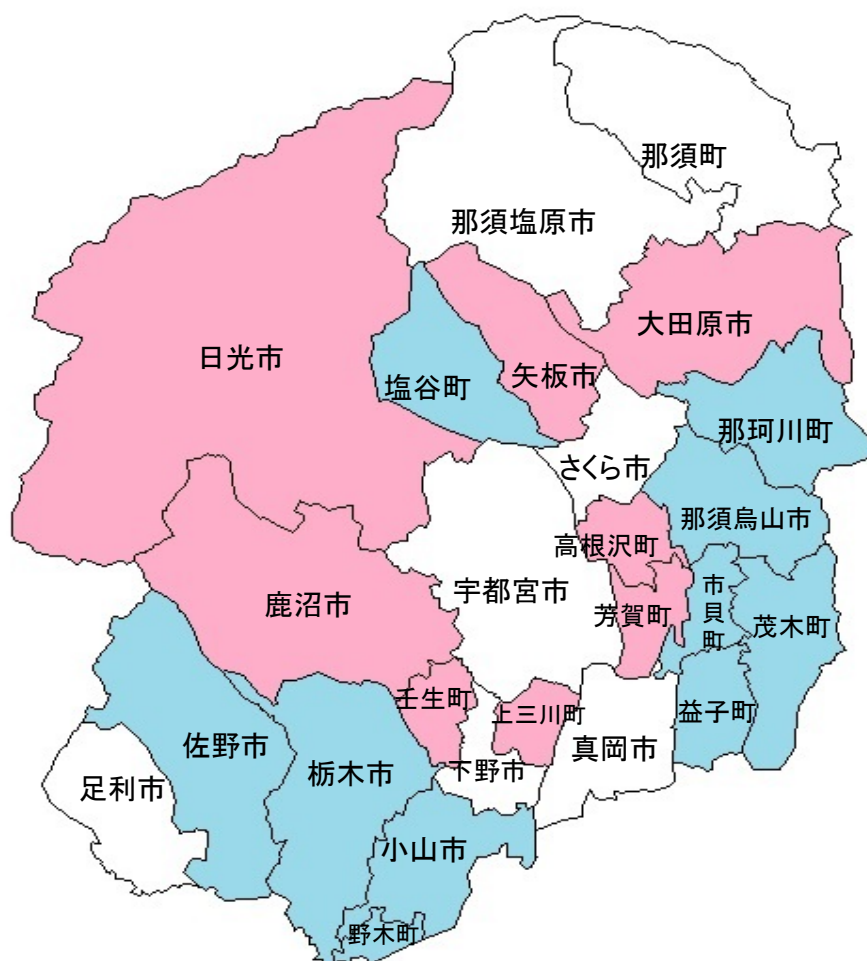 那須町
那須塩原市
大田原市
日光市
矢板市
塩谷町
那珂川町
さくら市
那須烏山市
高根沢町
宇都宮市
市貝町
鹿沼市
芳賀町
茂木町
壬生町
上三川町
益子町
佐野市
真岡市
栃木市
下野市
足利市
小山市
野木町